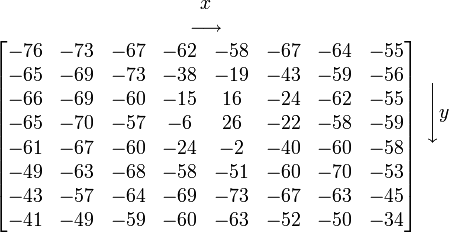 x
⟶
−76 −73 −67 −62 −58 −67 −64 −55
−65 −69 −73 −38 −19 −43 −59 −56
−66 −69 −60 −15 16 −24 −62 −55
−65 −70 −57 −6 26 −22 −58 −59
−61 −67 −60 −24 −2 −40 −60 −58
−49 −63 −68 −58 −51 −60 −70 −53
−43 −57 −64 −69 −73 −67 −63 −45
−41 −49 −59 −60 −63 −52 −50 −34
↓ y